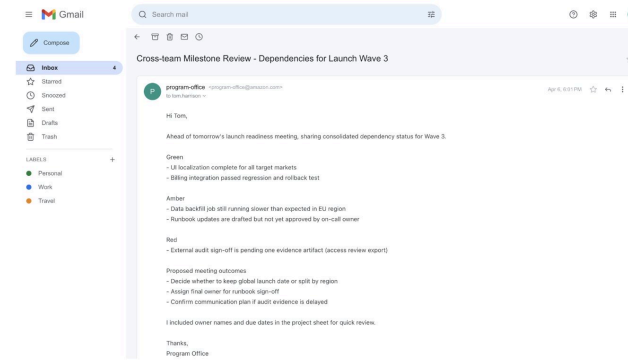 Gmail
Search mail
Compose
Inbox 4
Starred
Snoozed
Sent
Drafts
Trash
LABELS +
Personal
Work
Travel
Cross-team Milestone Review - Dependencies for Launch Wave 3
P
program-office <program-office@amazon.com>
to tom.harrison
Apr 6, 6:01 PM
Hi Tom,
Ahead of tomorrow's launch readiness meeting, sharing consolidated dependency status for Wave 3.
Green
- UI localization complete for all target markets
- Billing integration passed regression and rollback test
Amber
- Data backfill job still running slower than expected in EU region
- Runbook updates are drafted but not yet approved by on-call owner
Red
- External audit sign-off is pending one evidence artifact (access review export)
Proposed meeting outcomes
- Decide whether to keep global launch date or split by region
- Assign final owner for runbook sign-off
- Confirm communication plan if audit evidence is delayed
I included owner names and due dates in the project sheet for quick review.
Thanks,
Program Office